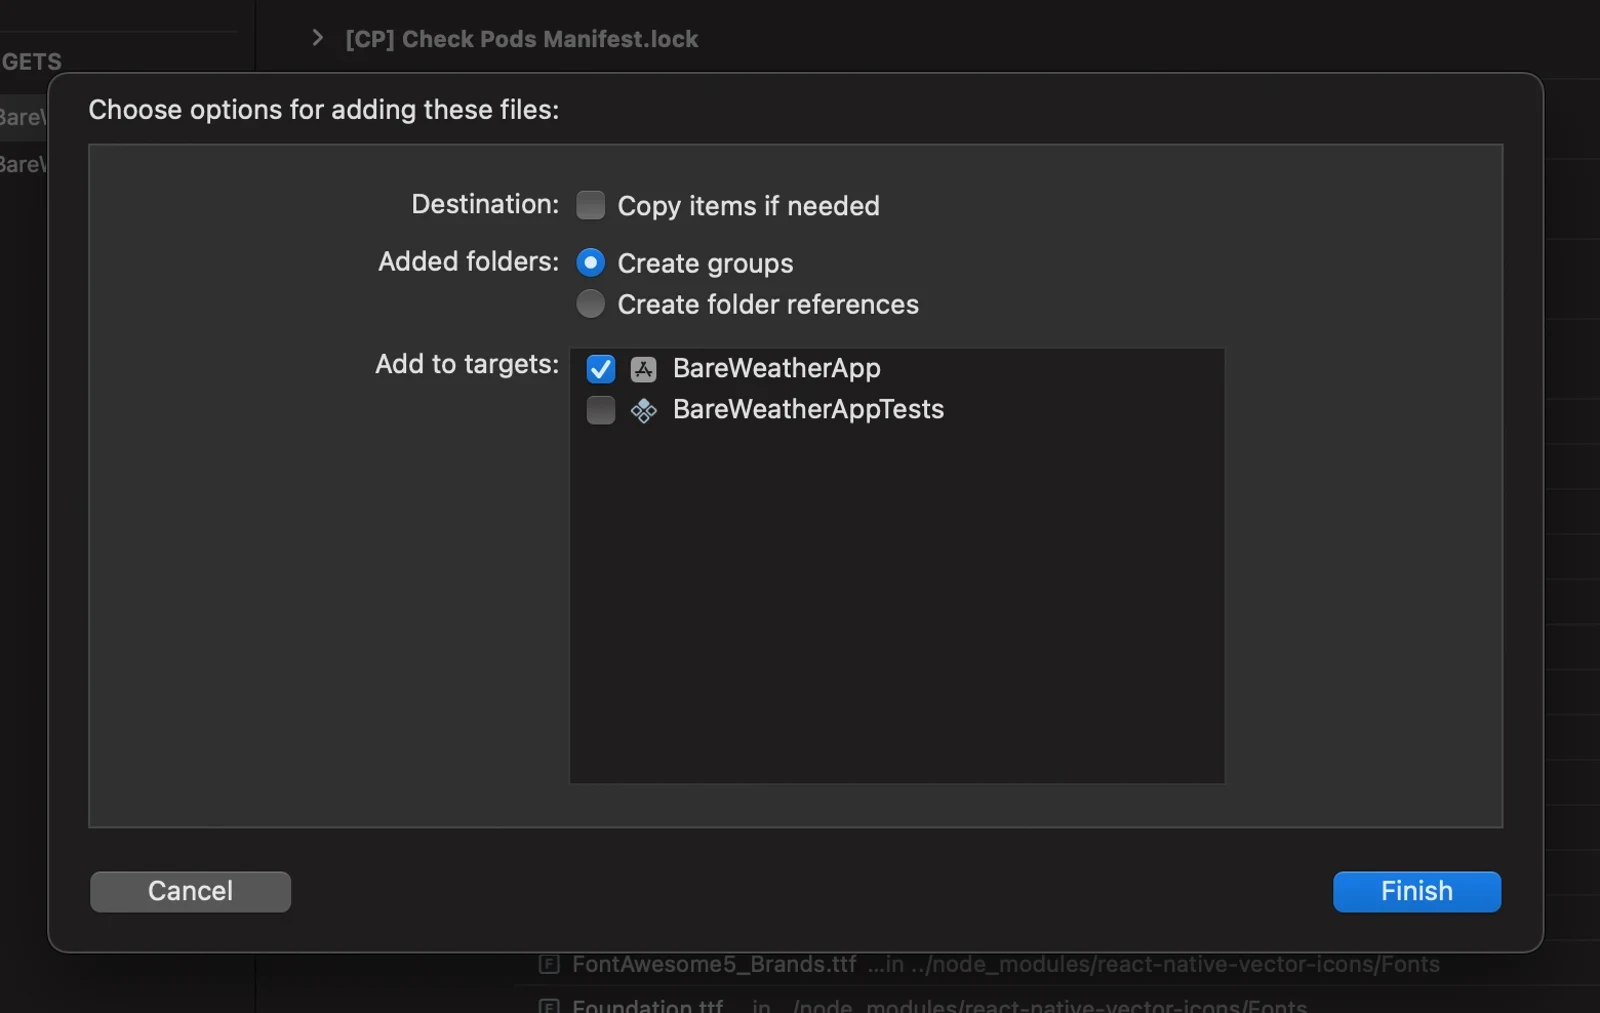 [CP] Check Pods Manifest.lock
GETS
Choose options for adding these files:
Destination: Copy items if needed
Added folders: Create groups
Create folder references
Add to targets: BareWeatherApp
BareWeatherAppTests
Cancel
Finish
FontAwesome5_Brands.ttf ...in ../node_modules/react-native-vector-icons/Fonts
Foundation.ttf ...in ../node_modules/react-native-vector-icons/Fonts